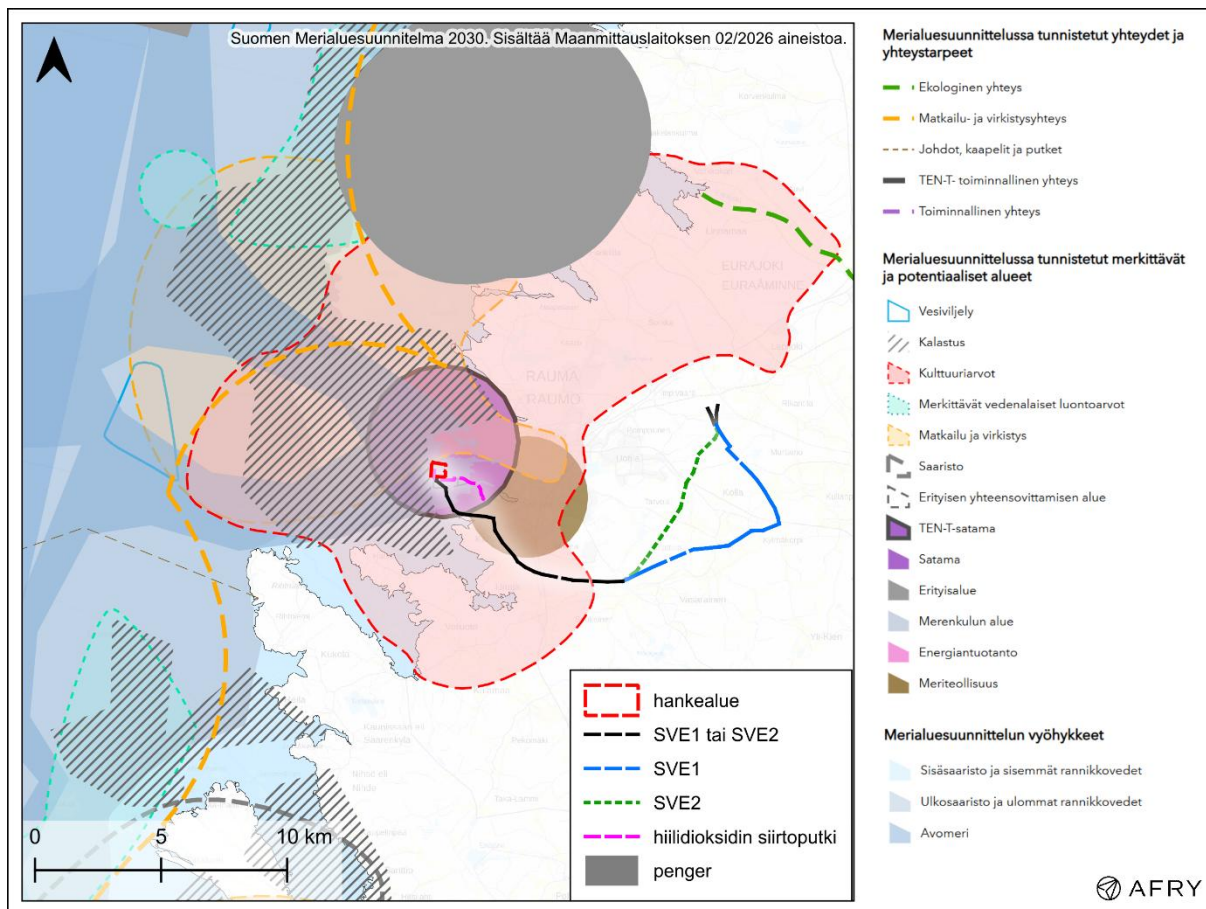 Suomen Merialuesuunnitelma 2030. Sisältää Maanmittauslaitoksen 02/2026 aineistoa.
EURAJOKI
EURAÅMINNE
RAUMA
RAUMO
Kolla
Kukola
0 5 10 km
hankealue
SVE1 tai SVE2
SVE1
SVE2
hiilidioksidin siirtoputki
penger
Merialuesuunnittelussa tunnistetut yhteydet ja
yhteystarpeet
Ekologinen yhteys
Matkailu- ja virkistysyhteys
Johdot, kaapelit ja putket
TEN-T- toiminnallinen yhteys
Toiminnallinen yhteys
Merialuesuunnittelussa tunnistetut merkittävät
ja potentiaaliset alueet
Vesiviljely
Kalastus
Kulttuuriarvot
Merkittävät vedenalaiset luontoarvot
Matkailu ja virkistys
Saaristo
Erityisen yhteensovittamisen alue
TEN-T-satama
Satama
Erityisalue
Merenkulun alue
Energiantuotanto
Meriteollisuus
Merialuesuunnittelun vyöhykkeet
Sisäsaaristo ja sisemmät rannikkovedet
Ulkosaaristo ja ulommat rannikkovedet
Avomeri
AFRY